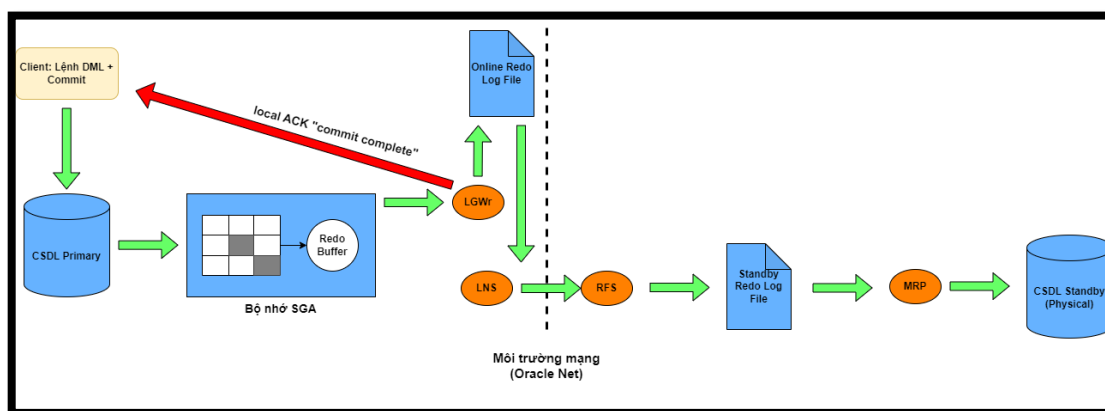 Client: Lệnh DML +
Commit
local ACK "commit complete"
Online Redo
Log File
LGWr
CSDL Primary
Redo
Buffer
Bộ nhớ SGA
LNS
RFS
Standby
Redo Log
File
MRP
CSDL Standby
(Physical)
Môi trường mạng
(Oracle Net)